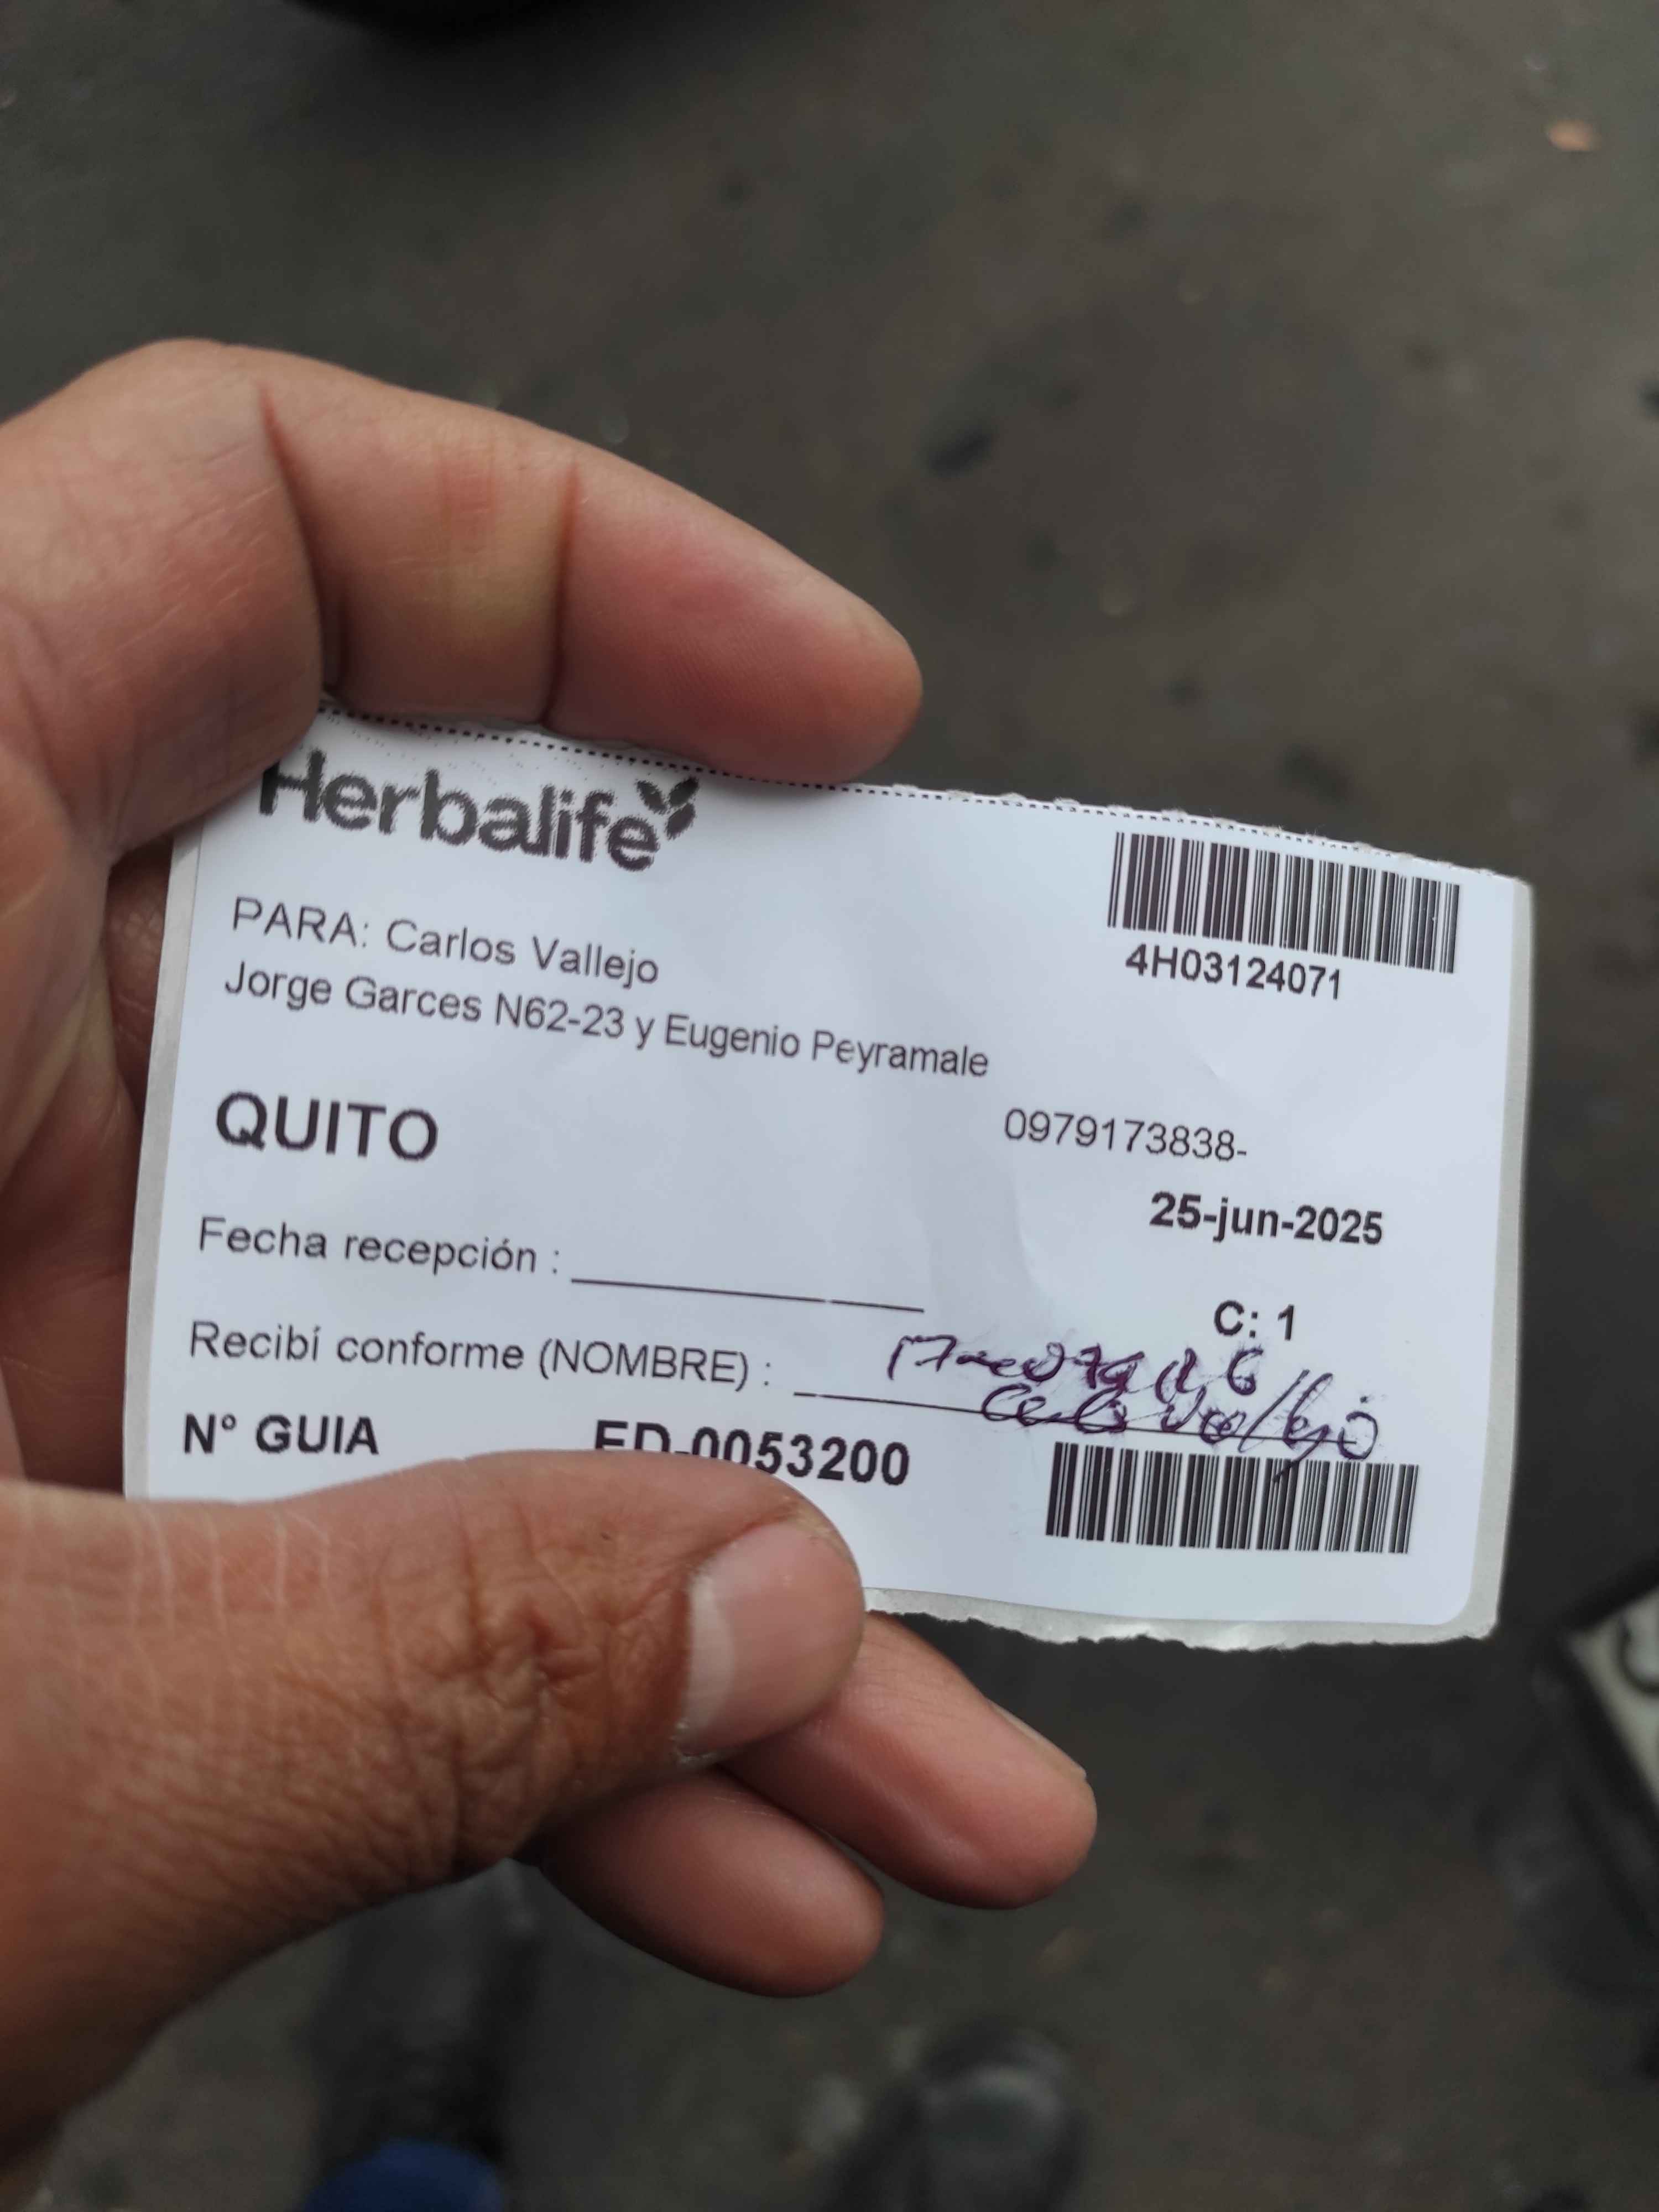 Herbalife
4H03124071
PARA: Carlos Vallejo
Jorge Garces N62-23 y Eugenio Peyramale
QUITO
0979173838-
25-jun-2025
Fecha recepción : 
C: 1
Recibí conforme (NOMBRE) :
Vallejo
N° GUIA ED-0053200